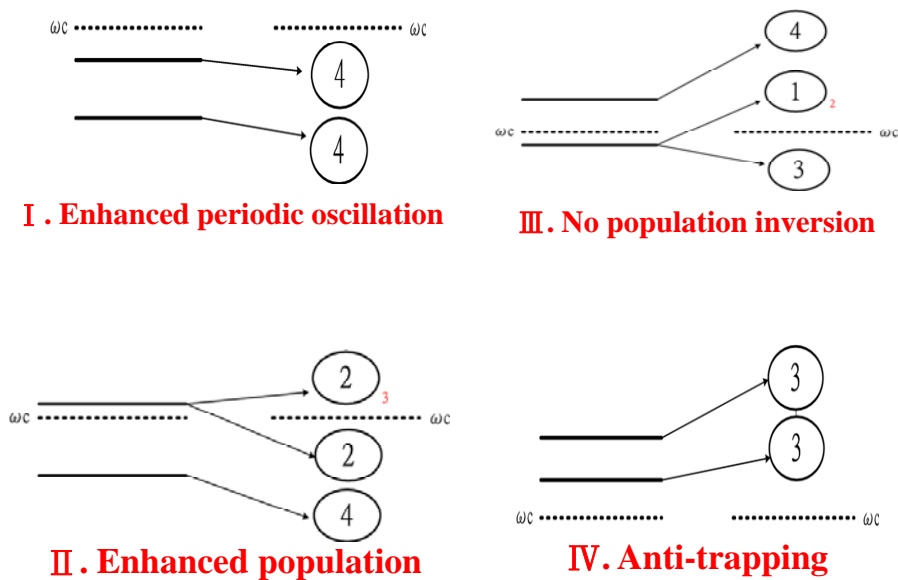 ωc ωc
4
4
Ⅰ. Enhanced periodic oscillation
4
1 2
ωc ωc
3
Ⅲ. No population inversion
2 3
ωc ωc
2
4
Ⅱ. Enhanced population
3
3
ωc ωc
Ⅳ. Anti-trapping